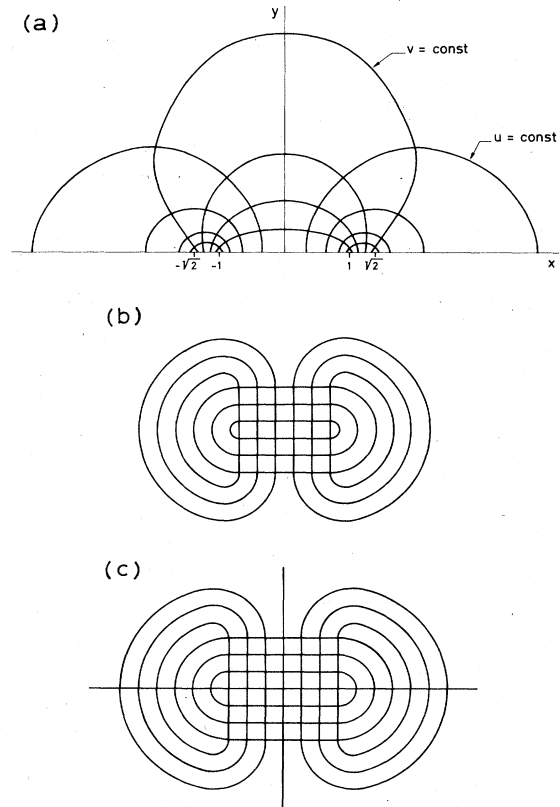 (a)
y
v = const
u = const
-√2 -1 1 √2 x
(b)
(c)